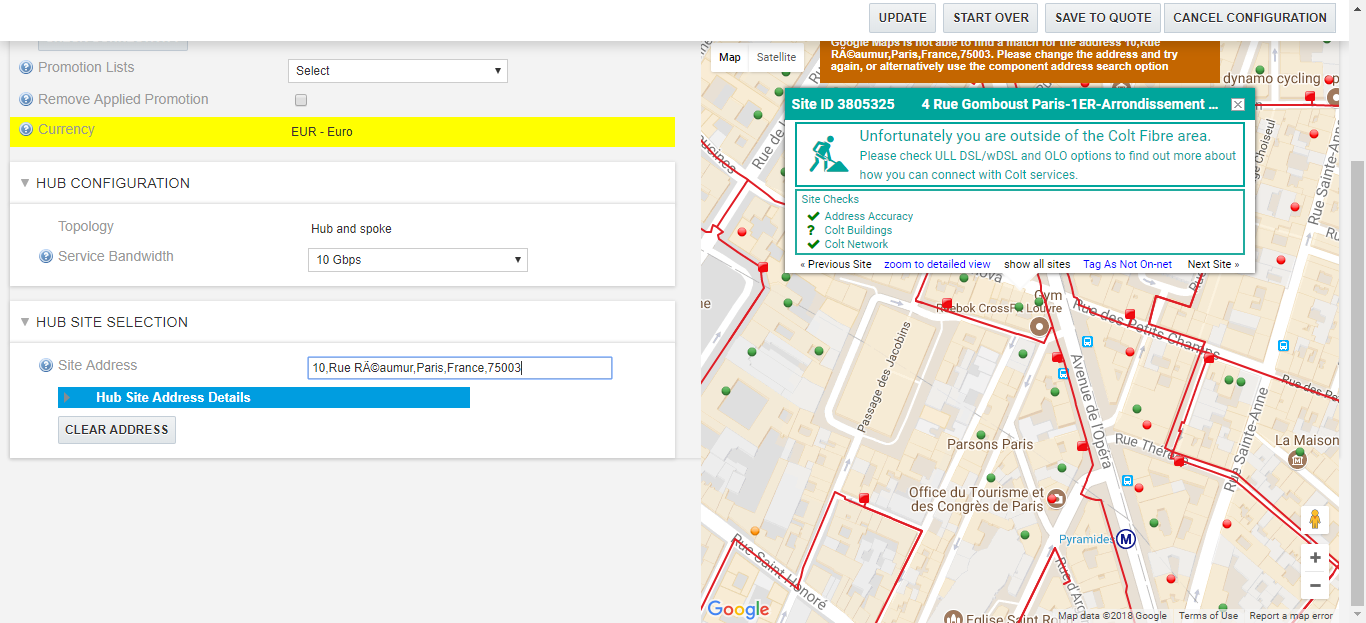 UPDATE
START OVER
SAVE TO QUOTE
CANCEL CONFIGURATION
Promotion Lists
Select
Remove Applied Promotion
Currency
EUR - Euro
HUB CONFIGURATION
Topology
Hub and spoke
Service Bandwidth
10 Gbps
HUB SITE SELECTION
Site Address
10,Rue RÃ©aumur,Paris,France,75003
Hub Site Address Details
CLEAR ADDRESS
Map
Satellite
Google Maps is not able to find a match for the address 10,Rue
RÃ©aumur,Paris,France,75003. Please change the address and try
again, or alternatively use the component address search option
dynamo cycling op
Site ID 3805325
4 Rue Gomboust Paris-1ER-Arrondissement ...
Unfortunately you are outside of the Colt Fibre area.
Please check ULL DSL/wDSL and OLO options to find out more about
how you can connect with Colt services.
Site Checks
Address Accuracy
? Colt Buildings
Colt Network
« Previous Site
zoom to detailed view
show all sites
Tag As Not On-net
Next Site »
Rue de
ucines
Choiseul
Rue Sainte-Anne
Gym
Reebok CrossFit Louvre
Rue des Petits Champs
Rue des Pe
Passage des Jacobins
Avenue de l'Opéra
Rue Sainte-Anne
Parsons Paris
Rue Thér
La Maison
Office du Tourisme et
des Congrès de Paris
Pyramides
M
Rue Saint Honoré
Rue d'Ar
Eglise Saint Ro
Google
Map data ©2018 Google
Terms of Use
Report a map error